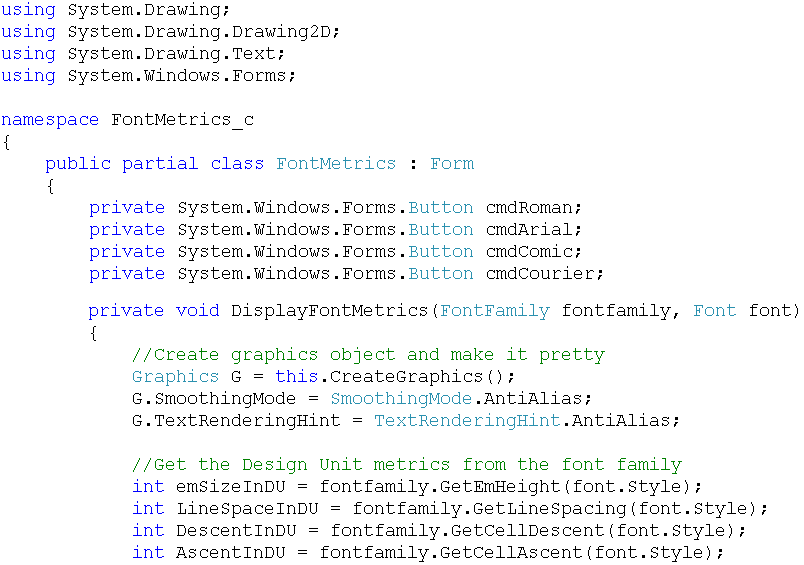 using System.Drawing;
using System.Drawing.Drawing2D;
using System.Drawing.Text;
using System.Windows.Forms;

namespace FontMetrics_c
{
    public partial class FontMetrics : Form
    {
        private System.Windows.Forms.Button cmdRoman;
        private System.Windows.Forms.Button cmdArial;
        private System.Windows.Forms.Button cmdComic;
        private System.Windows.Forms.Button cmdCourier;

        private void DisplayFontMetrics(FontFamily fontfamily, Font font)
        {
            //Create graphics object and make it pretty
            Graphics G = this.CreateGraphics();
            G.SmoothingMode = SmoothingMode.AntiAlias;
            G.TextRenderingHint = TextRenderingHint.AntiAlias;

            //Get the Design Unit metrics from the font family
            int emSizeInDU = fontfamily.GetEmHeight(font.Style);
            int LineSpaceInDU = fontfamily.GetLineSpacing(font.Style);
            int DescentInDU = fontfamily.GetCellDescent(font.Style);
            int AscentInDU = fontfamily.GetCellAscent(font.Style);